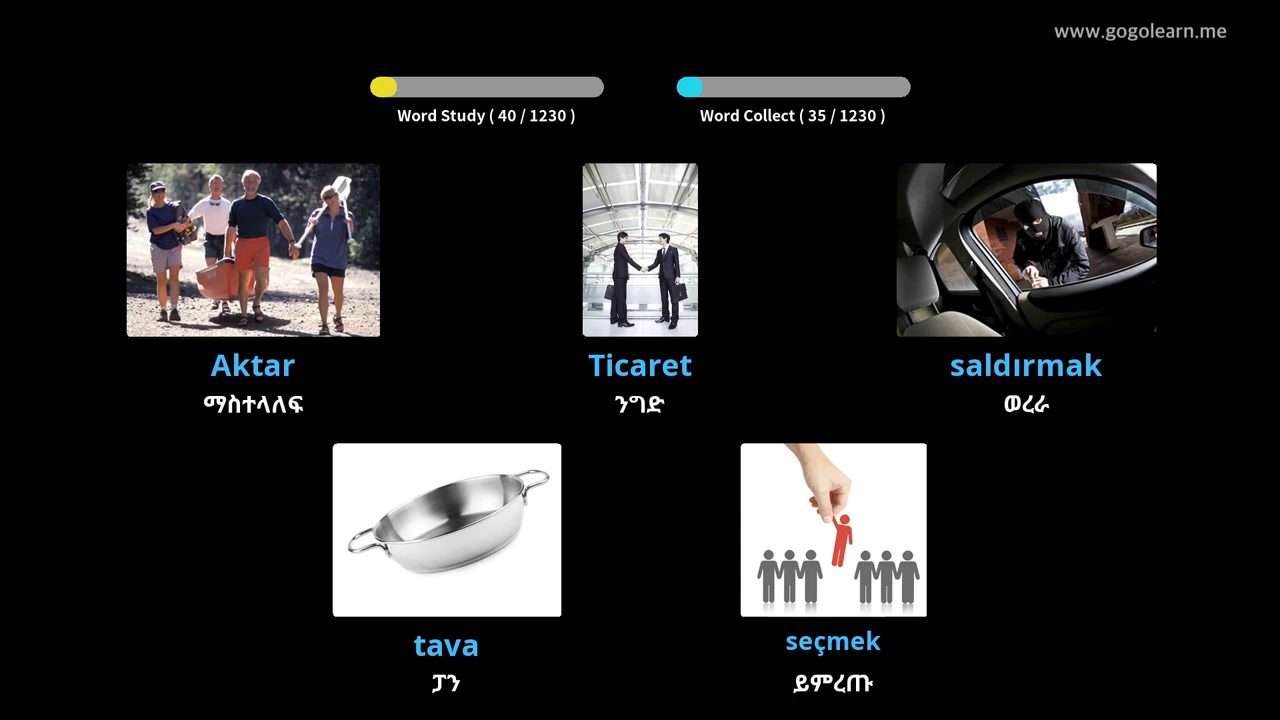 www.gogolearn.me
Word Study ( 40 / 1230 )
Word Collect ( 35 / 1230 )
Aktar
ማስተላለፍ
Ticaret
ንግድ
saldırmak
ወረራ
tava
ፓን
seçmek
ይምረጡ